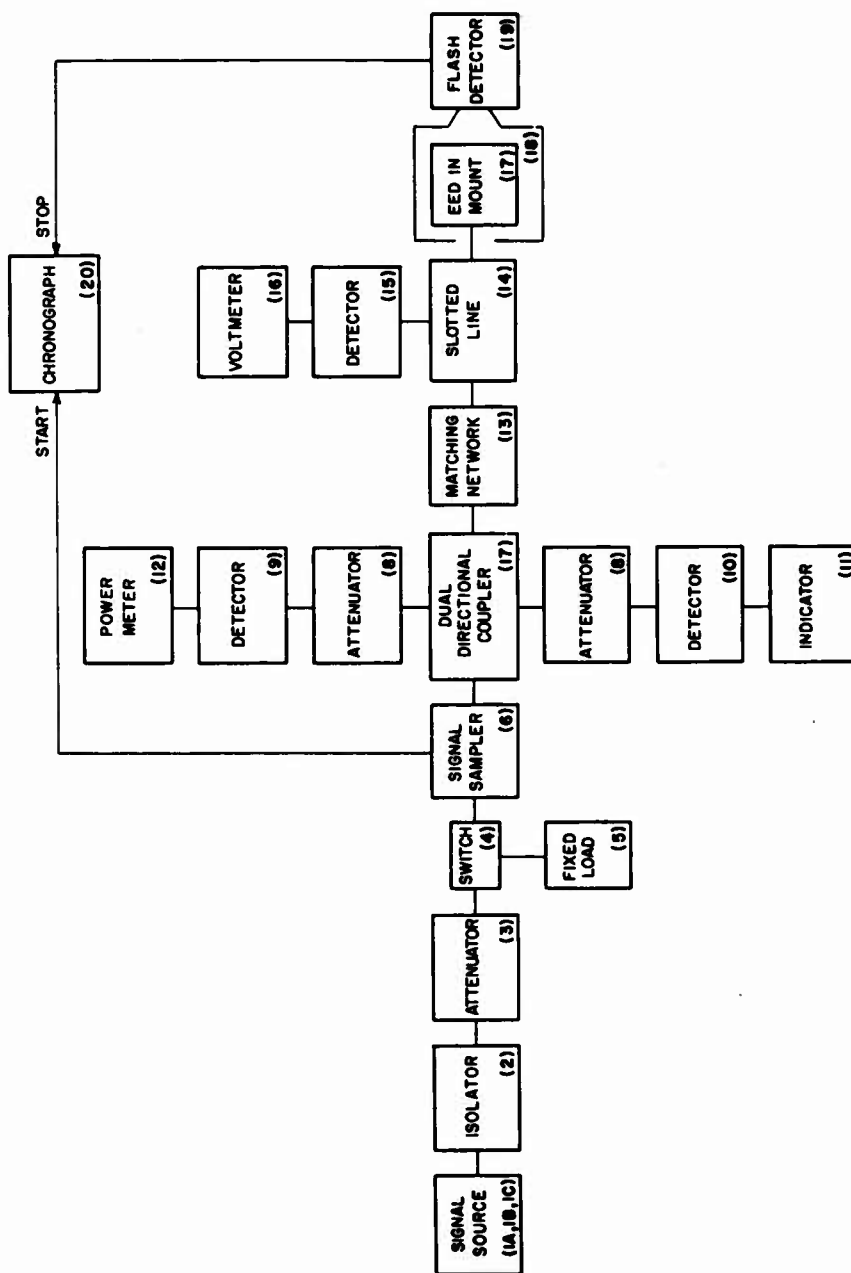 CHRONOGRAPH
(20)
START
STOP
POWER
METER
(12)
DETECTOR
(9)
ATTENUATOR
(8)
VOLTMETER
(16)
DETECTOR
(15)
SIGNAL
SOURCE
(1A,1B,1C)
ISOLATOR
(2)
ATTENUATOR
(3)
SWITCH
(4)
FIXED
LOAD
(5)
SIGNAL
SAMPLER
(6)
DUAL
DIRECTIONAL
COUPLER
(17)
MATCHING
NETWORK
(13)
SLOTTED
LINE
(14)
EED IN
MOUNT
(17)
(18)
FLASH
DETECTOR
(19)
ATTENUATOR
(8)
DETECTOR
(10)
INDICATOR
(11)